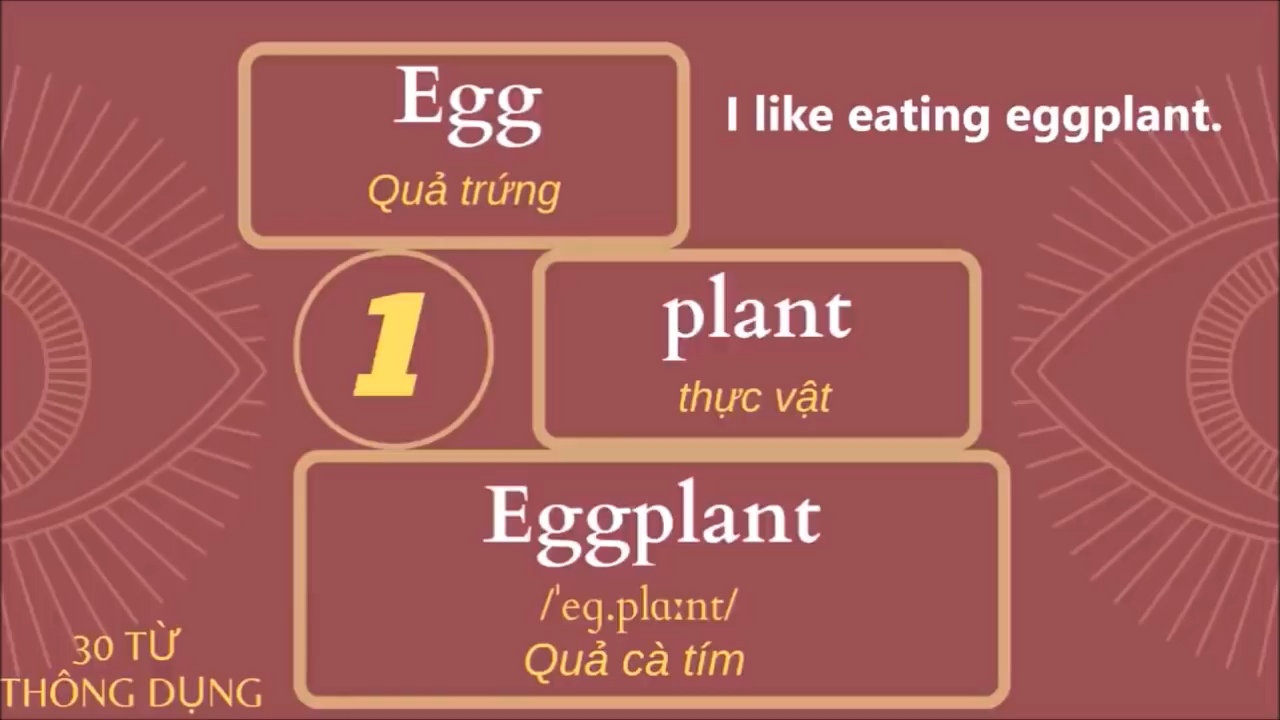 Egg
Quả trứng
I like eating eggplant.
1
plant
thực vật
Eggplant
/ˈeɡ.plɑːnt/
Quả cà tím
30 TỪ
THÔNG DỤNG